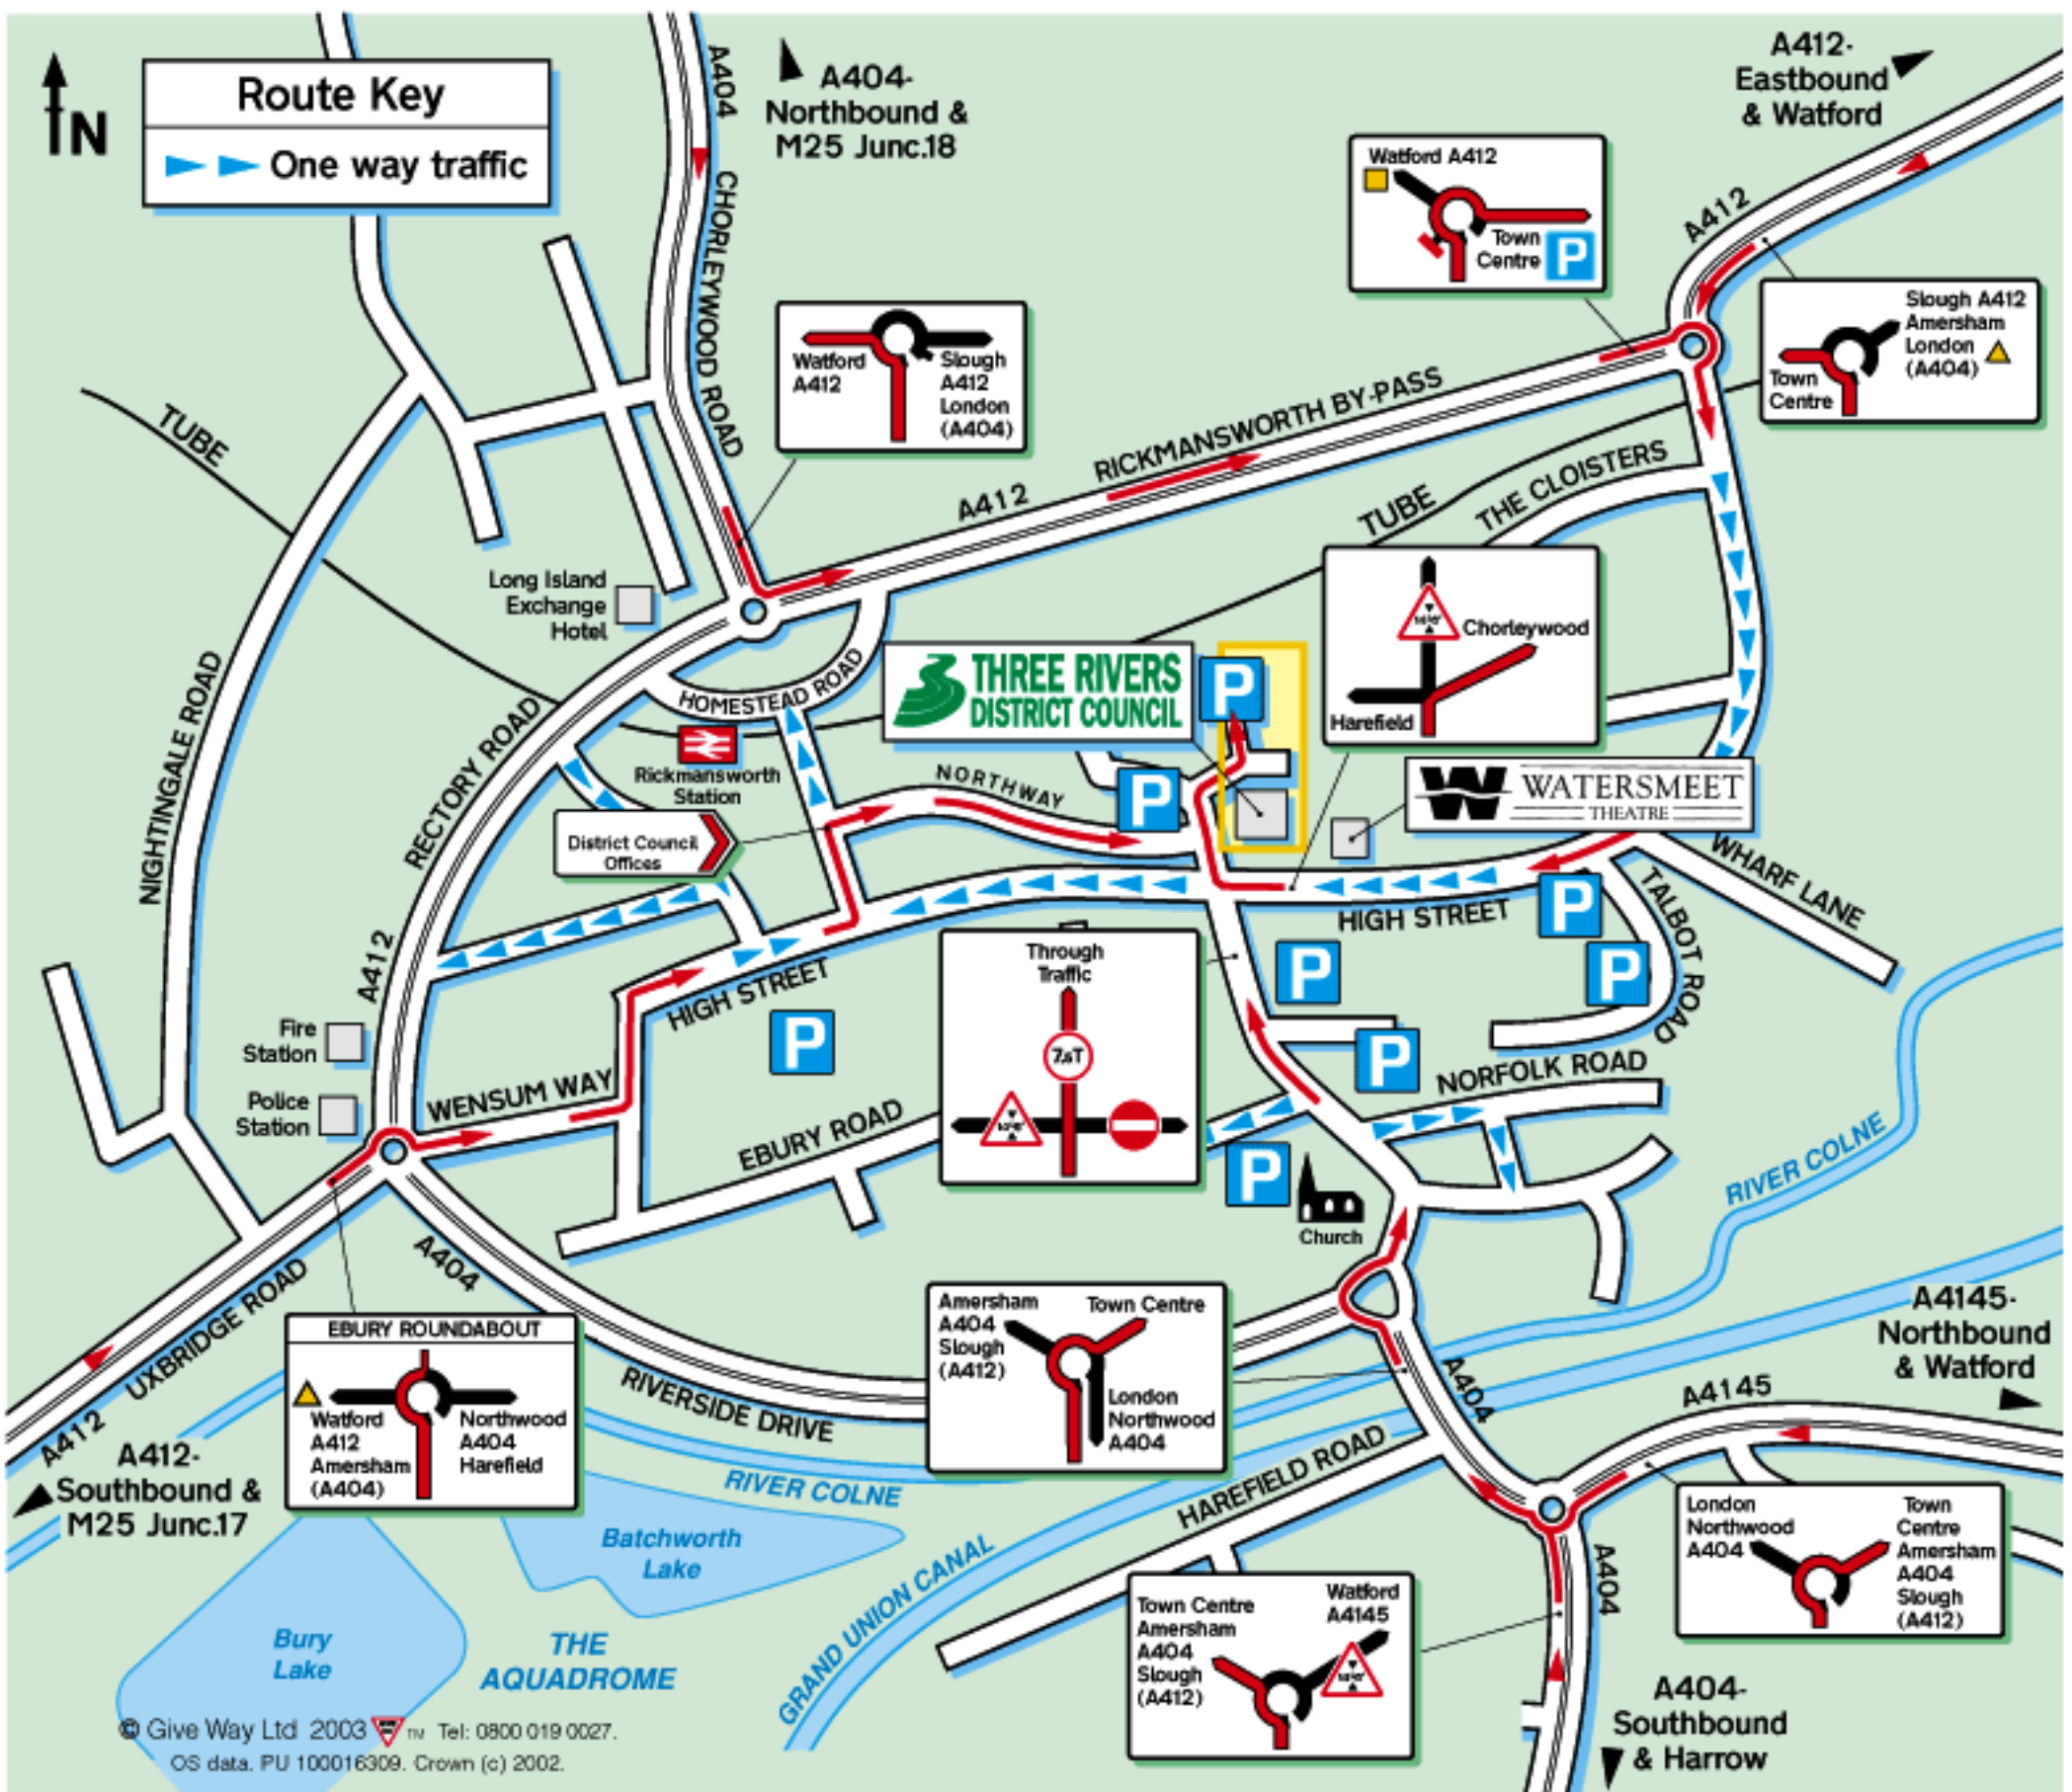 N
Route Key
One way traffic
A404
A404-
Northbound &
M25 Junc.18
A412-
Eastbound
& Watford
CHORLEYWOOD ROAD
Watford A412
Town
Centre
P
A412
Slough A412
Amersham
London
(A404)
Town
Centre
Watford
A412
Slough
A412
London
(A404)
RICKMANSWORTH BY-PASS
A412
TUBE
TUBE
THE CLOISTERS
Long Island
Exchange
Hotel
Chorleywood
Harefield
HOMESTEAD ROAD
THREE RIVERS
DISTRICT COUNCIL
P
NIGHTINGALE ROAD
RECTORY ROAD
Rickmansworth
Station
NORTHWAY
P
WATERSMEET
THEATRE
District Council
Offices
WHARF LANE
TALBOT ROAD
HIGH STREET
P
P
P
A412
HIGH STREET
Through
Traffic
Fire
Station
P
P
NORFOLK ROAD
Police
Station
WENSUM WAY
EBURY ROAD
P
Church
RIVER COLNE
A404
UXBRIDGE ROAD
EBURY ROUNDABOUT
Watford
A412
Amersham
(A404)
Northwood
A404
Harefield
Amersham
A404
Slough
(A412)
Town Centre
London
Northwood
A404
A4145-
Northbound
& Watford
A404
A4145
RIVERSIDE DRIVE
A412
A412-
Southbound &
M25 Junc.17
RIVER COLNE
HAREFIELD ROAD
Batchworth
Lake
GRAND UNION CANAL
London
Northwood
A404
Town
Centre
Amersham
A404
Slough
(A412)
Town Centre
Amersham
A404
Slough
(A412)
Watford
A4145
A404
Bury
Lake
THE
AQUADROME
A404-
Southbound
& Harrow
© Give Way Ltd 2003 TM Tel: 0800 019 0027.
OS data. PU 100016309. Crown (c) 2002.